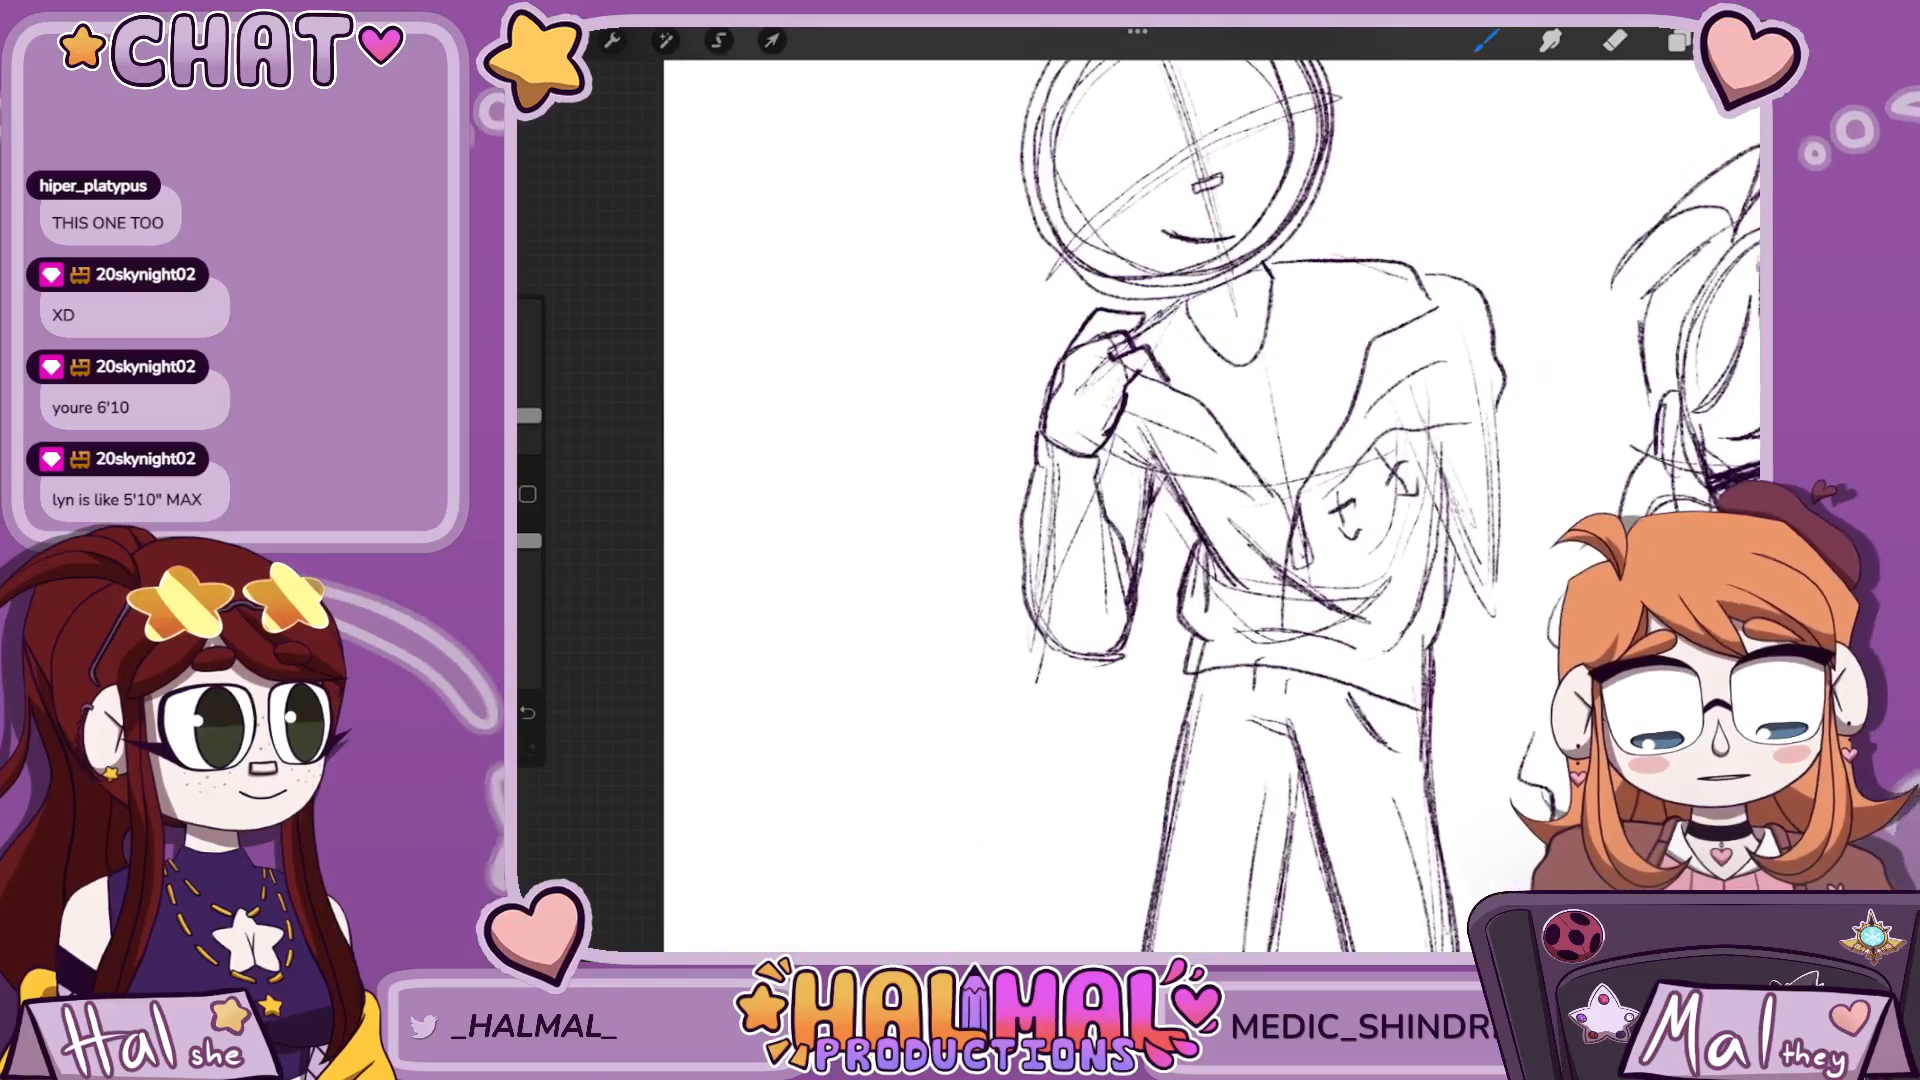 CHAT
hiper_platypus
THIS ONE TOO
20skynight02
XD
20skynight02
youre 6'10
20skynight02
lyn is like 5'10" MAX
Hal she
_HALMAL_
HALMAL
PRODUCTIONS
MEDIC_SHINDR
Mal they